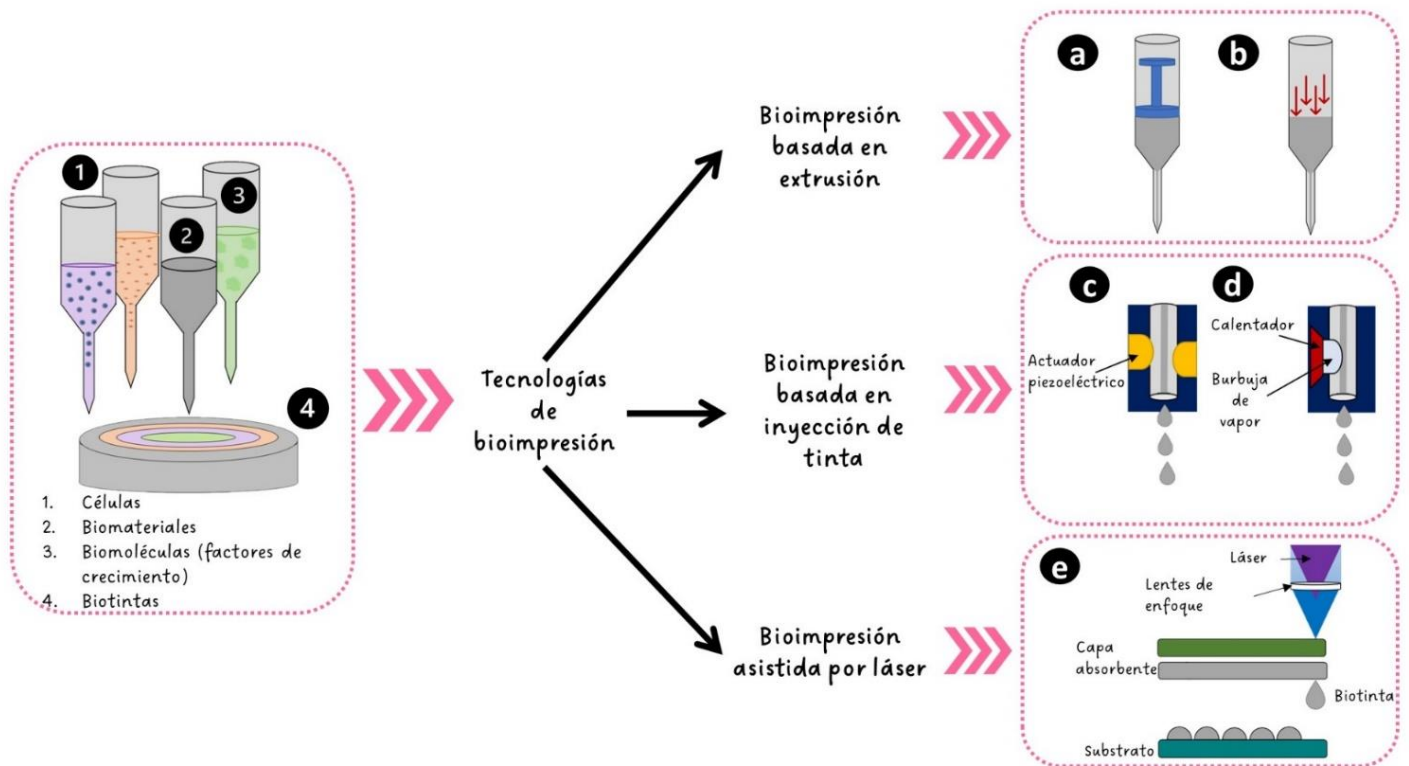 1
2
3
4
1. Células
2. Biomateriales
3. Biomoléculas (factores de
crecimiento)
4. Biotintas
Tecnologías
de
bioimpresión
Bioimpresión
basada en
extrusión
a
b
Bioimpresión
basada en
inyección de
tinta
c
d
Actuador
piezoeléctrico
Calentador
Burbuja
de
vapor
Bioimpresión
asistida por láser
e
Láser
Lentes de
enfoque
Capa
absorbente
Biotinta
Substrato